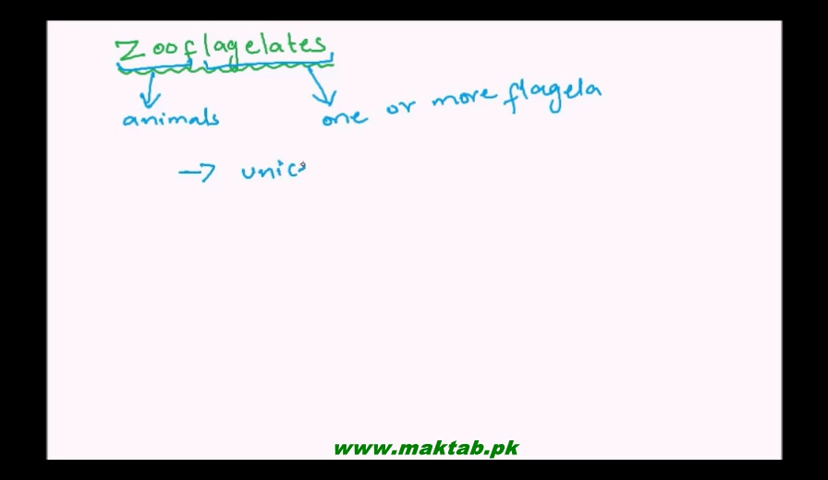 Zooflagelates
animals one or more flagela
→ unic
www.maktab.pk